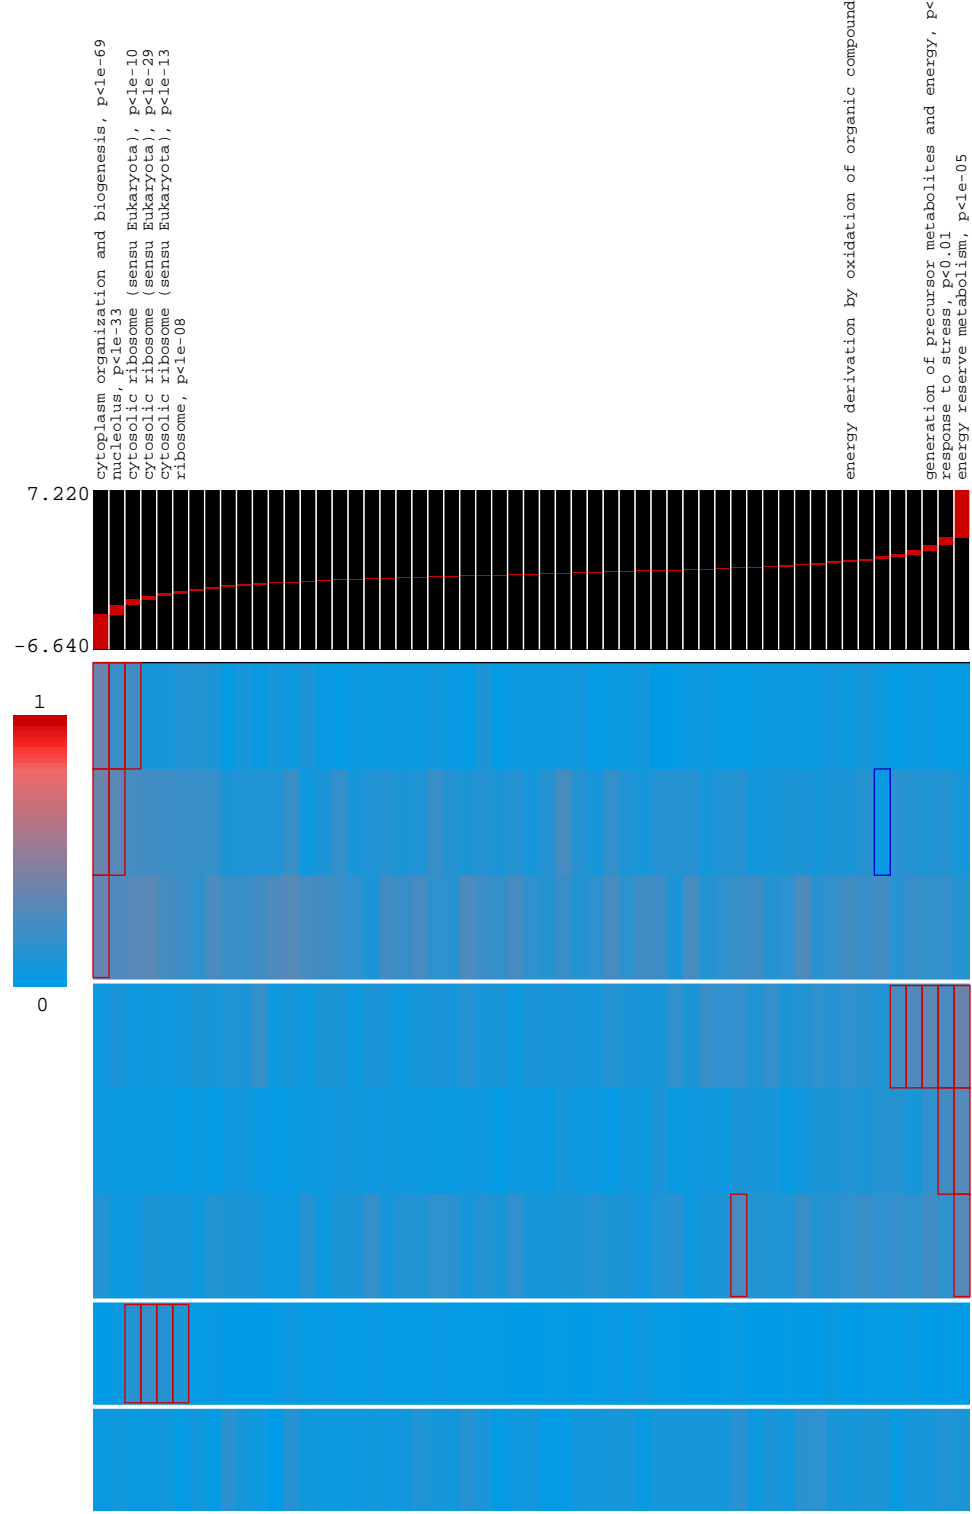 cytoplasm organization and biogenesis, p<1e-69
nucleolus, p<1e-33
cytosolic ribosome (sensu Eukaryota), p<1e-10
cytosolic ribosome (sensu Eukaryota), p<1e-29
cytosolic ribosome (sensu Eukaryota), p<1e-13
ribosome, p<1e-08
energy derivation by oxidation of organic compound
generation of precursor metabolites and energy, p<
response to stress, p<0.01
energy reserve metabolism, p<1e-05
7.220
-6.640
1
0